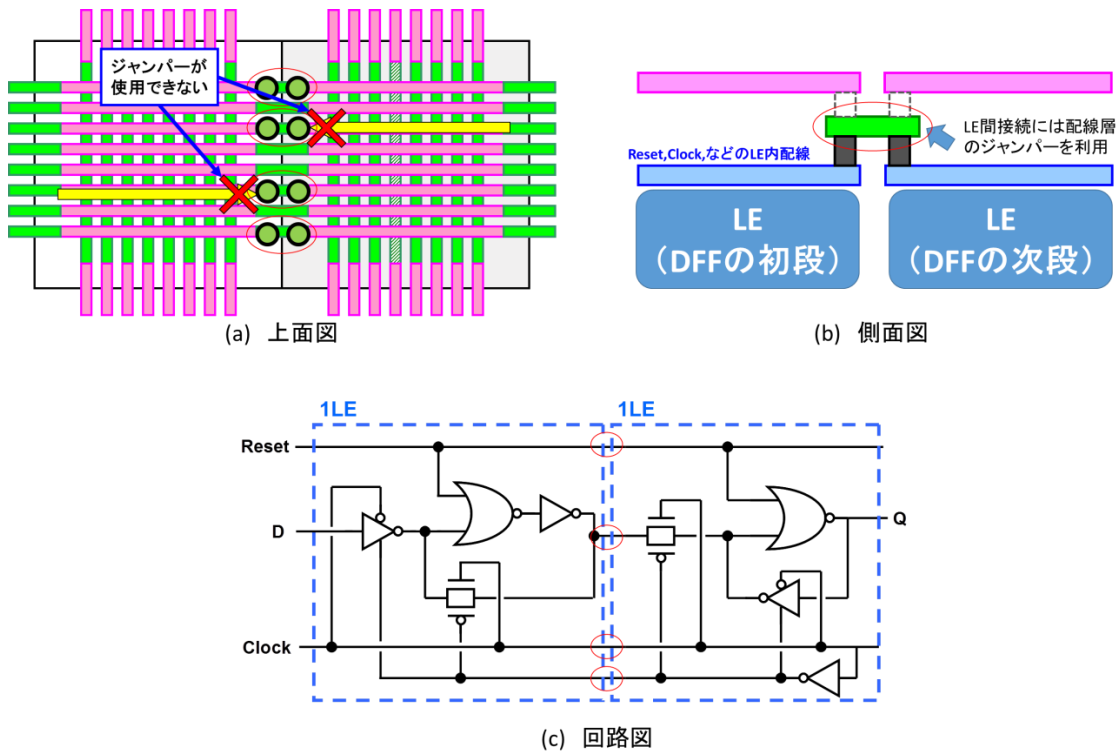 ジャンパーが
使用できない
(a) 上面図
LE間接続には配線層
のジャンパーを利用
Reset,Clock,などのLE内配線
LE
（DFFの初段）
LE
（DFFの次段）
(b) 側面図
1LE
1LE
Reset
D
Q
Clock
(c) 回路図